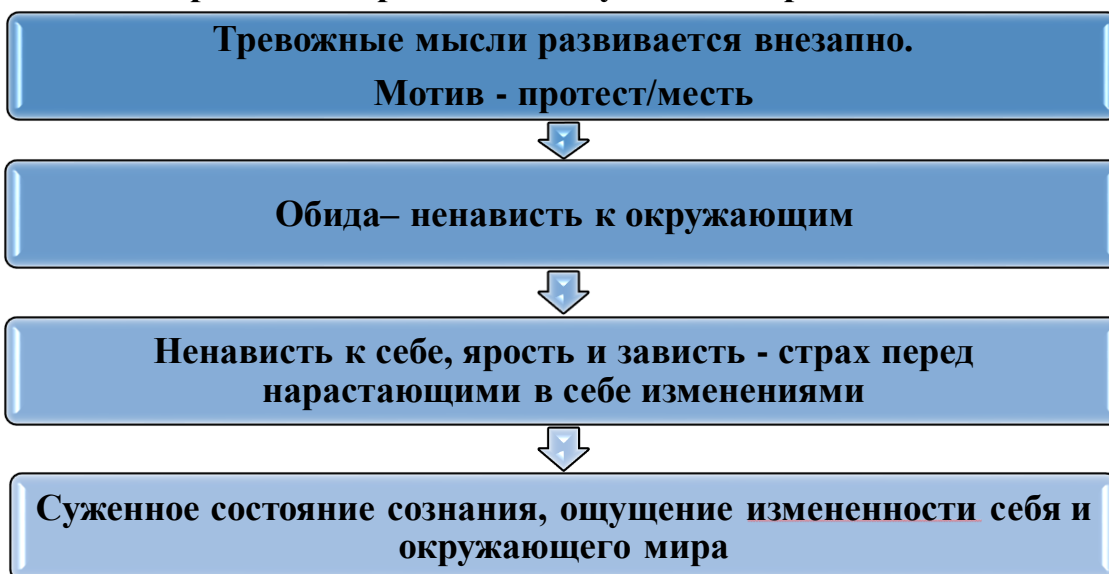 Тревожные мысли развивается внезапно.
Мотив - протест/месть
Обида– ненависть к окружающим
Ненависть к себе, ярость и зависть - страх перед
нарастающими в себе изменениями
Суженное состояние сознания, ощущение измененности себя и
окружающего мира